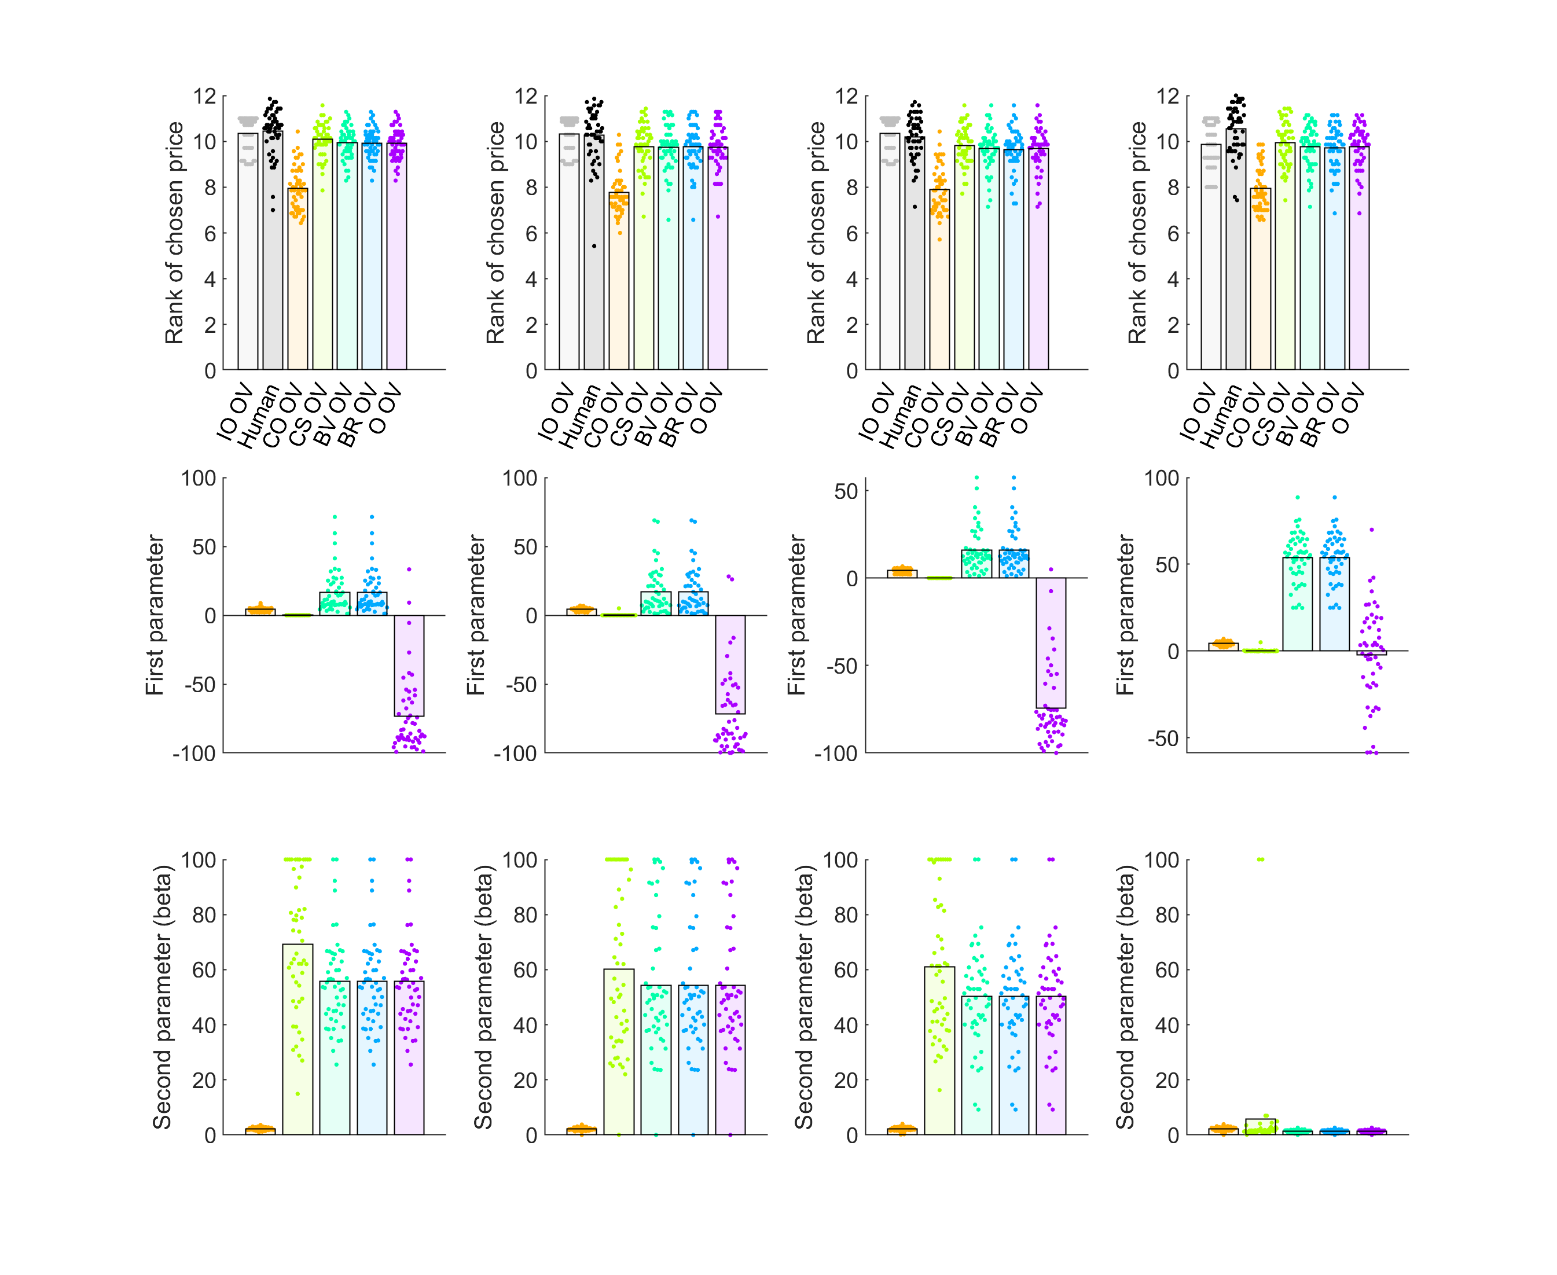 12
10
8
6
4
2
0
Rank of chosen price
IO OV
Human
CO OV
CS OV
BV OV
BR OV
O OV
12
10
8
6
4
2
0
Rank of chosen price
IO OV
Human
CO OV
CS OV
BV OV
BR OV
O OV
12
10
8
6
4
2
0
Rank of chosen price
IO OV
Human
CO OV
CS OV
BV OV
BR OV
O OV
12
10
8
6
4
2
0
Rank of chosen price
IO OV
Human
CO OV
CS OV
BV OV
BR OV
O OV
100
50
0
-50
-100
First parameter
100
50
0
-50
-100
First parameter
50
0
-50
-100
First parameter
100
50
0
-50
First parameter
100
80
60
40
20
0
Second parameter (beta)
100
80
60
40
20
0
Second parameter (beta)
100
80
60
40
20
0
Second parameter (beta)
100
80
60
40
20
0
Second parameter (beta)